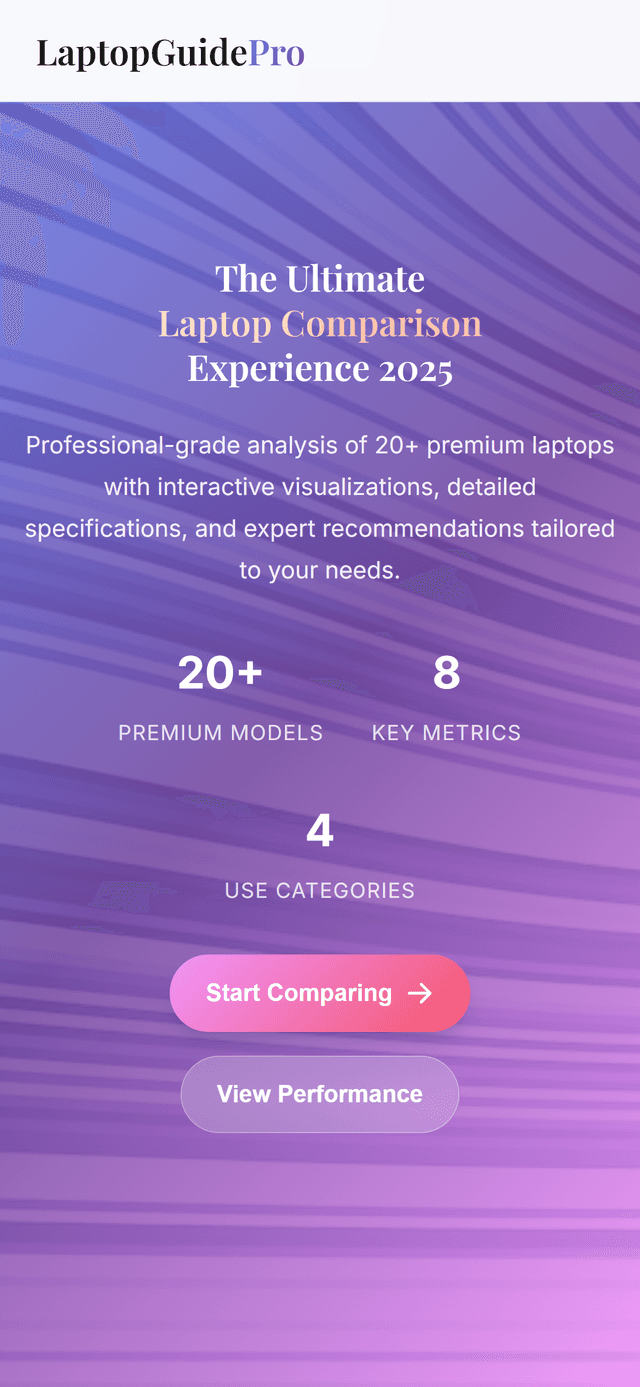 LaptopGuidePro
The Ultimate
Laptop Comparison
Experience 2025
Professional-grade analysis of 20+ premium laptops
with interactive visualizations, detailed
specifications, and expert recommendations tailored
to your needs.
20+ 8
PREMIUM MODELS KEY METRICS
4
USE CATEGORIES
Start Comparing →
View Performance